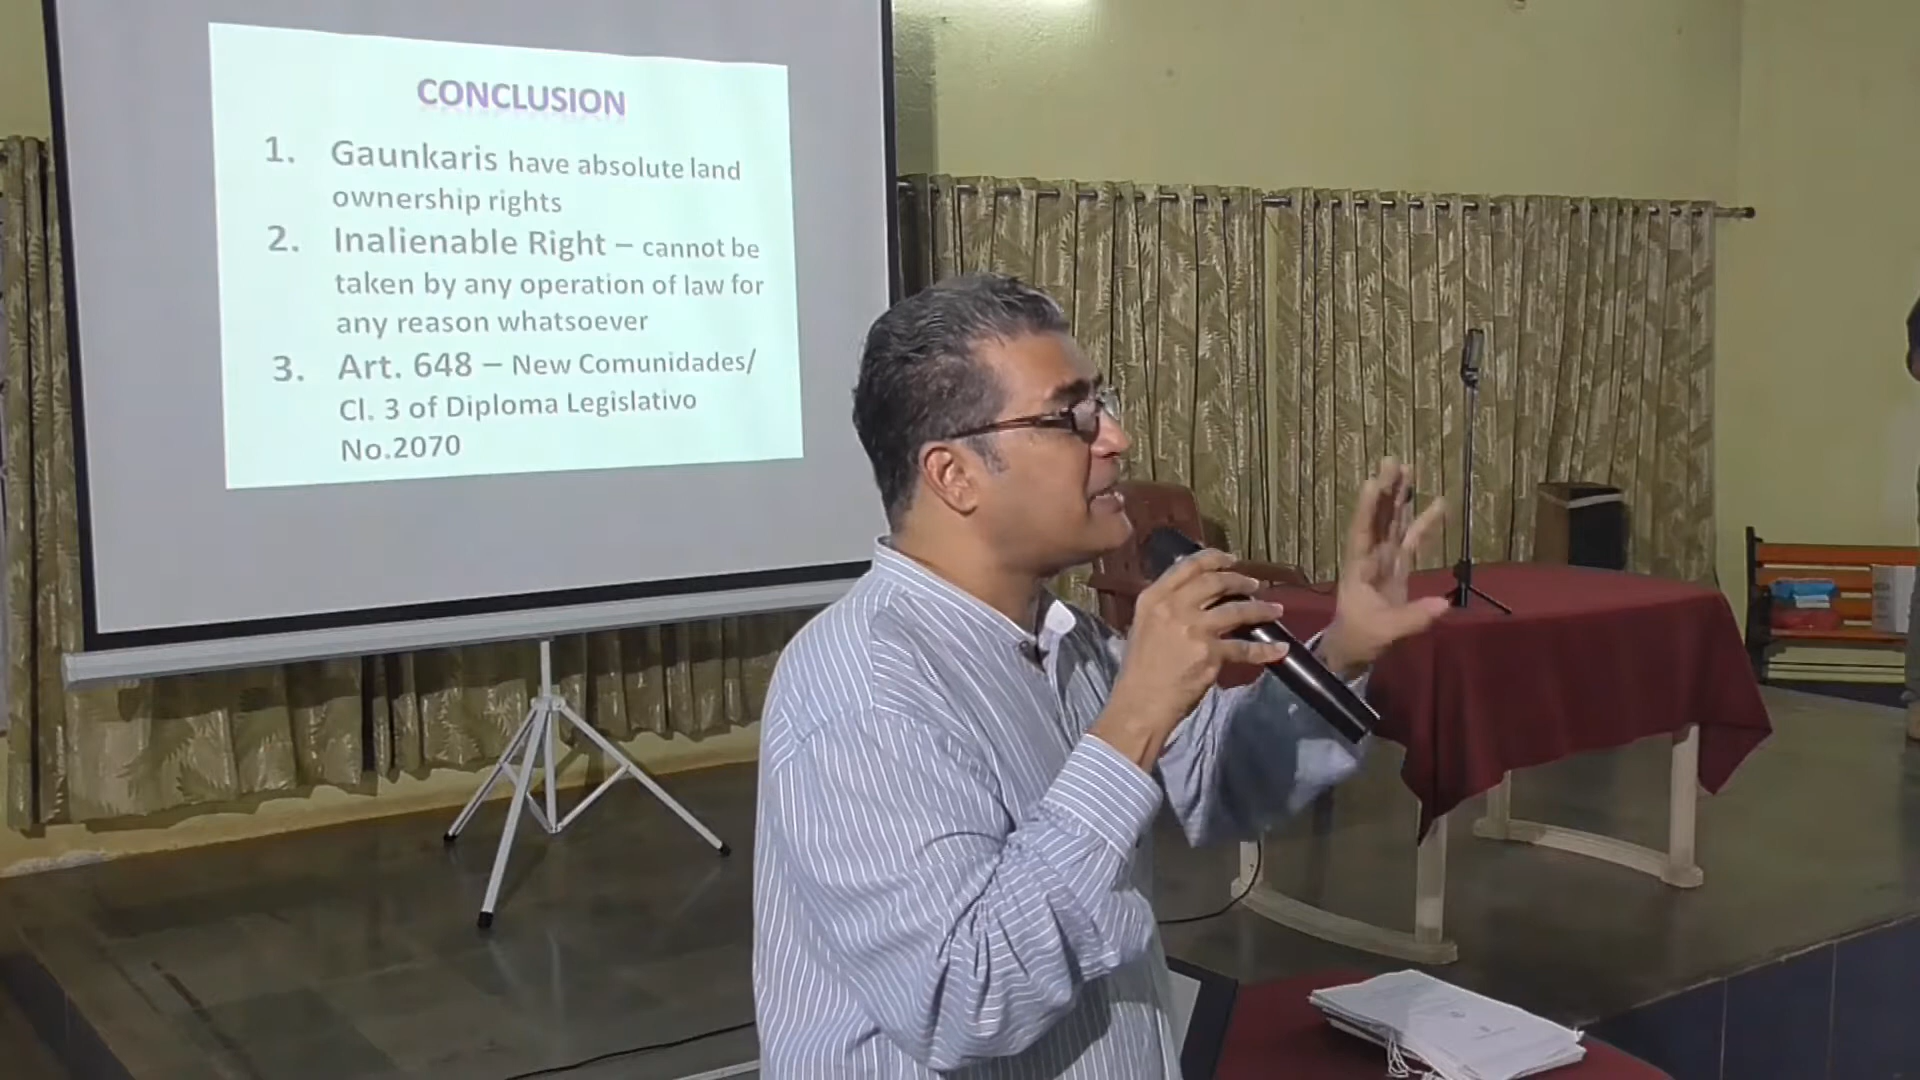 CONCLUSION
1. Gaunkaris have absolute land
ownership rights
2. Inalienable Right – cannot be
taken by any operation of law for
any reason whatsoever
3. Art. 648 – New Comunidades/
Cl. 3 of Diploma Legislativo
No.2070